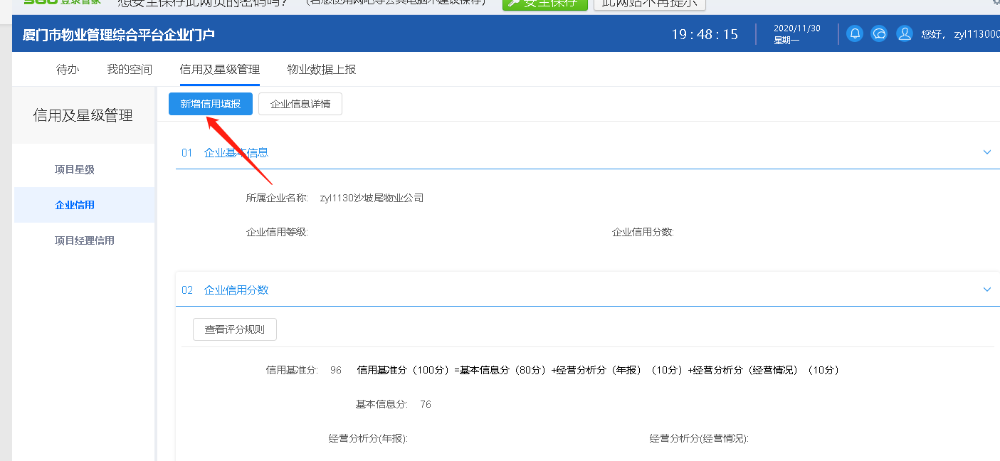 360登录管家 想安全保存此网页的密码吗？ （若您使用网吧等公共电脑不建议保存） 安全保存 此网站不再提示
厦门市物业管理综合平台企业门户 19:48:15 2020/11/30 您好， zyl113000
星期一
待办 我的空间 信用及星级管理 物业数据上报
信用及星级管理
项目星级
企业信用
项目经理信用
新增信用填报 企业信息详情
01 企业基本信息
所属企业名称: zyl1130沙坡尾物业公司
企业信用等级: 企业信用分数:
02 企业信用分数
查看评分规则
信用基准分: 96 信用基准分（100分）=基本信息分（80分）+经营分析分（年报）（10分）+经营分析分（经营情况）（10分）
基本信息分: 76
经营分析分(年报): 经营分析分(经营情况):